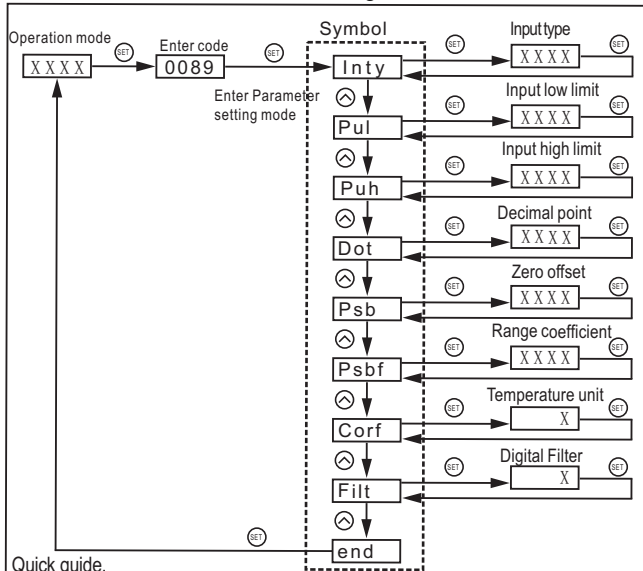 Symbol
Input type
Operation mode
SET
Enter code
SET
SET
SET
XXXX
0089
Inty
XXXX
Enter Parameter
setting mode
Input low limit
SET
SET
Pul
XXXX
Input high limit
SET
SET
Puh
XXXX
Decimal point
SET
SET
Dot
XXXX
Zero offset
SET
SET
Psb
XXXX
Range coefficient
SET
SET
Psbf
XXXX
Temperature unit
SET
SET
Corf
X
Digital Filter
SET
SET
Filt
X
SET
end
Quick guide.